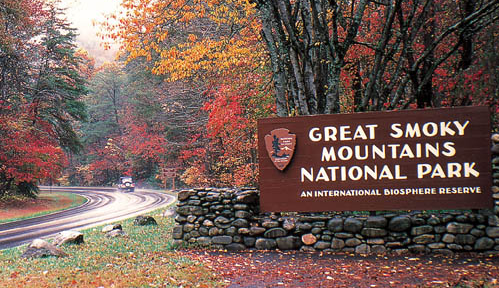 GREAT SMOKY
MOUNTAINS
NATIONAL PARK
AN INTERNATIONAL BIOSPHERE RESERVE